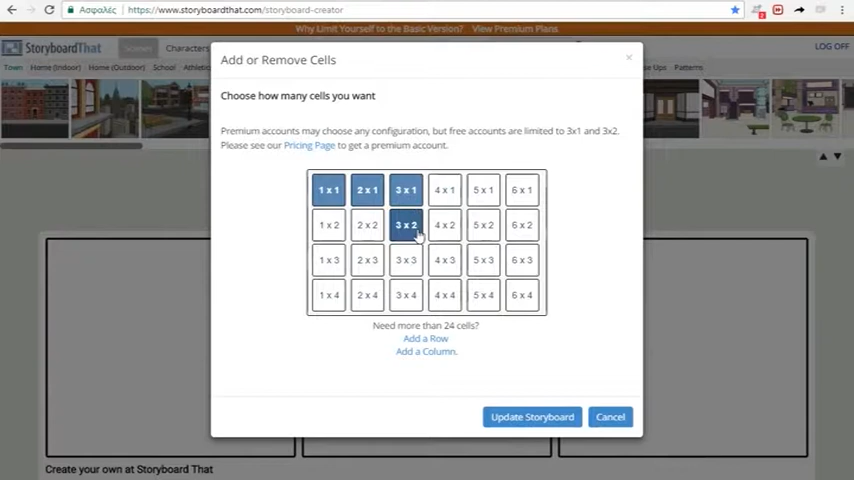 Ασφαλές | https://www.storyboardthat.com/storyboard-creator
2
Why Limit Yourself to the Basic Version? View Premium Plans
StoryboardThat Scenes Characters LOG OFF
Town Home (Indoor) Home (Outdoor) School Athletic
Patterns
Add or Remove Cells ×
Choose how many cells you want
Premium accounts may choose any configuration, but free accounts are limited to 3x1 and 3x2.
Please see our Pricing Page to get a premium account.
1 x 1 2 x 1 3 x 1 4 x 1 5 x 1 6 x 1
1 x 2 2 x 2 3 x 2 4 x 2 5 x 2 6 x 2
1 x 3 2 x 3 3 x 3 4 x 3 5 x 3 6 x 3
1 x 4 2 x 4 3 x 4 4 x 4 5 x 4 6 x 4
Need more than 24 cells?
Add a Row
Add a Column.
Update Storyboard Cancel
Create your own at Storyboard That